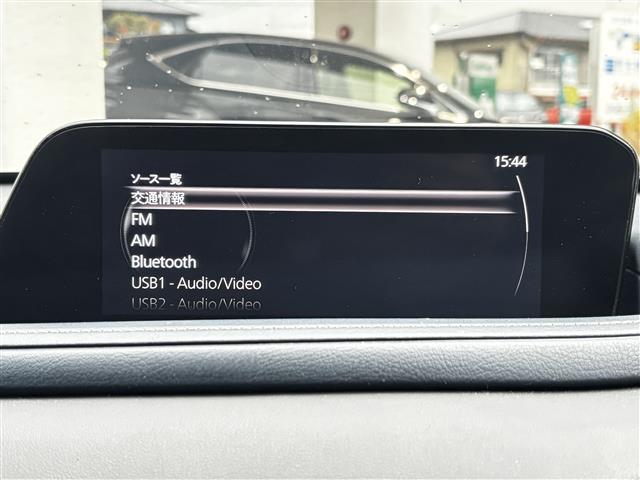 15:44
ソース一覧
交通情報
FM
AM
Bluetooth
USB1 - Audio/Video
USB2 - Audio/Video